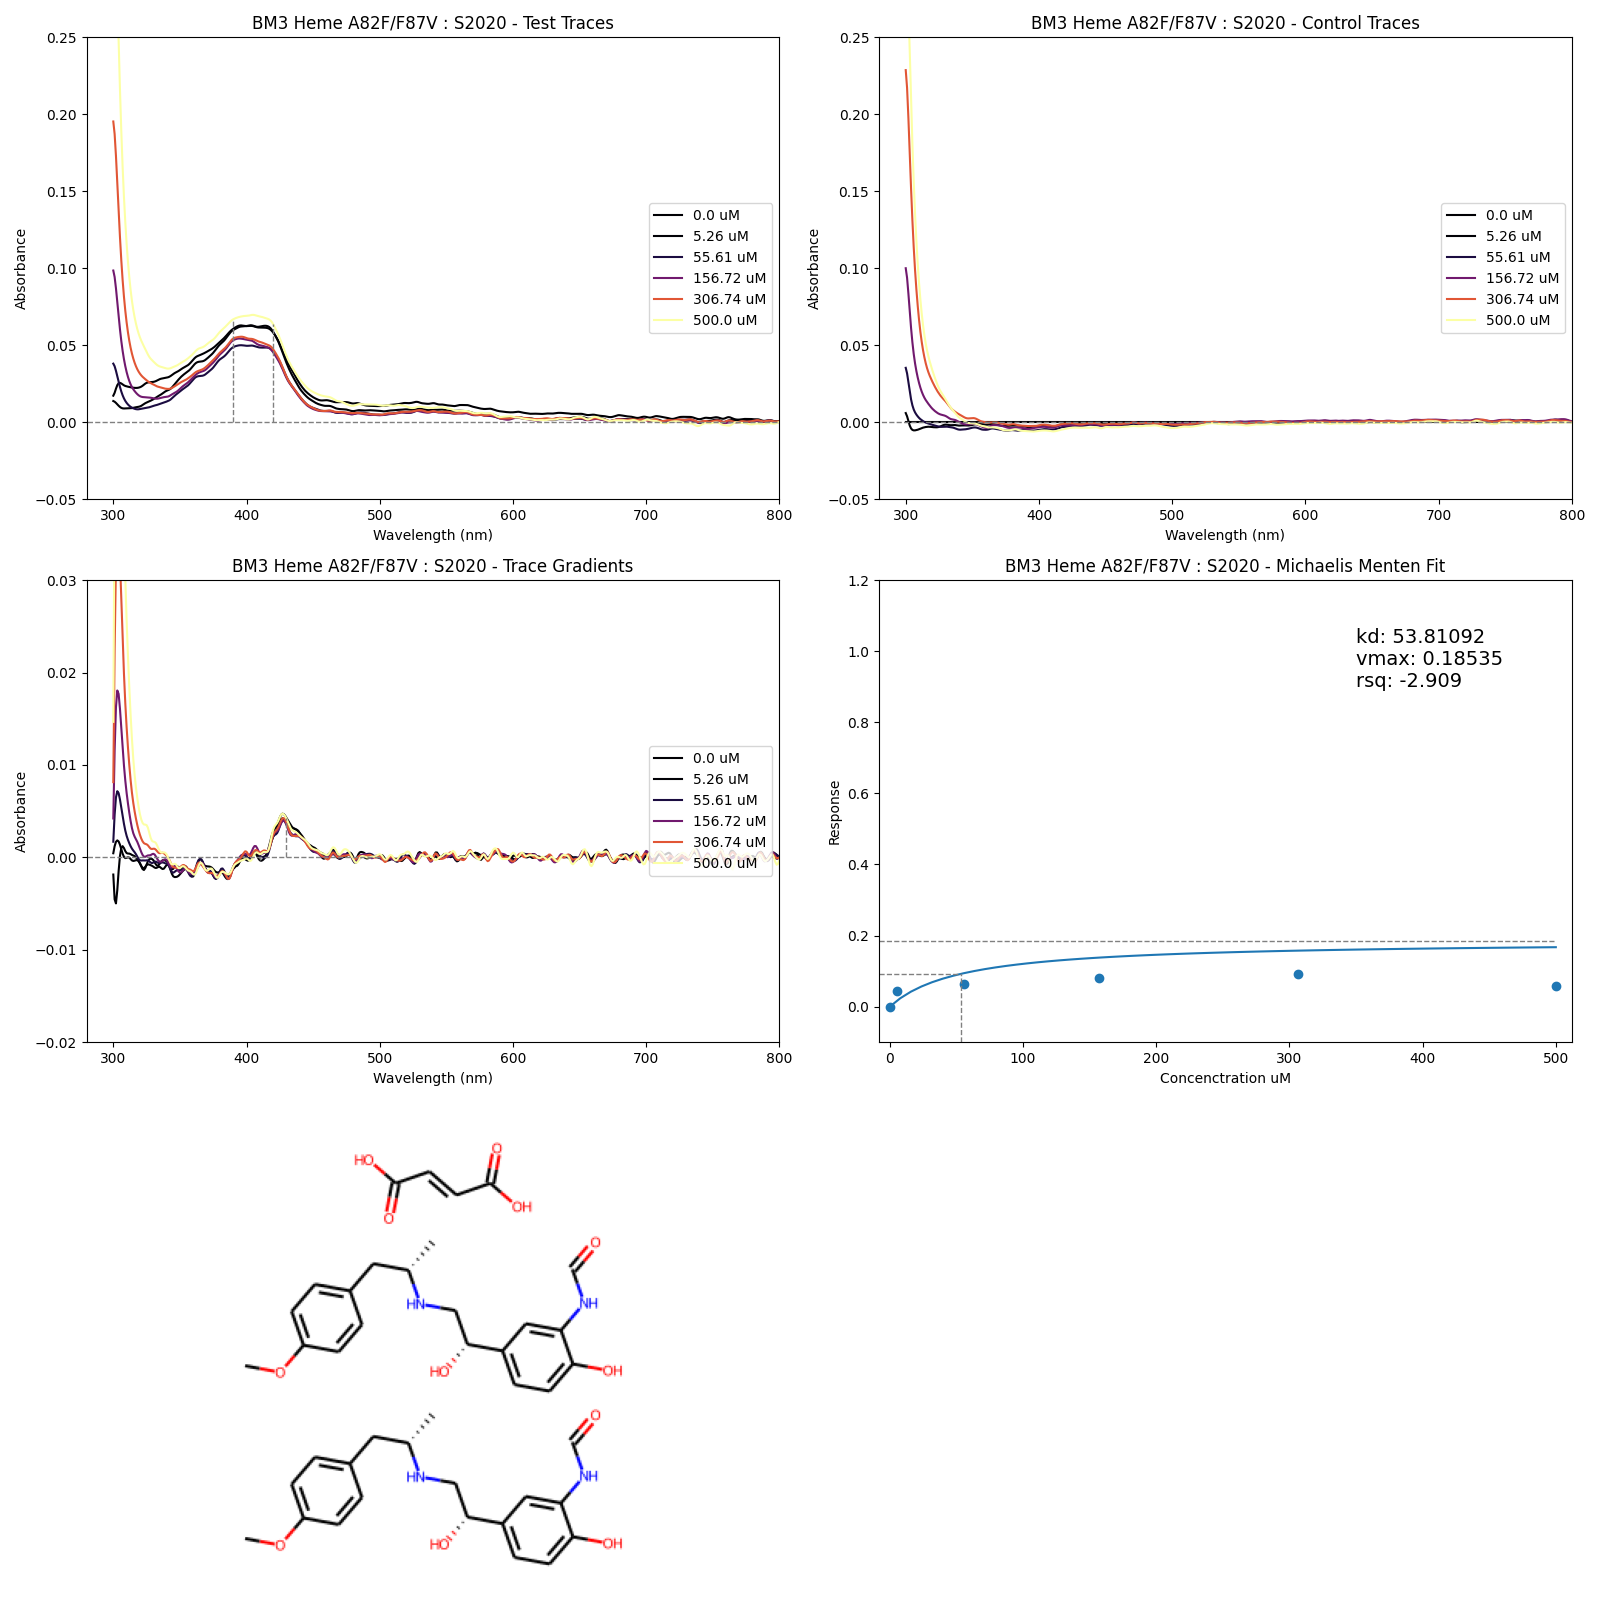 BM3 Heme A82F/F87V : S2020 - Test Traces
0.25
0.20
0.15
0.10
0.05
0.00
−0.05
Absorbance
300 400 500 600 700 800
Wavelength (nm)
0.0 uM
5.26 uM
55.61 uM
156.72 uM
306.74 uM
500.0 uM
BM3 Heme A82F/F87V : S2020 - Control Traces
0.25
0.20
0.15
0.10
0.05
0.00
−0.05
Absorbance
300 400 500 600 700 800
Wavelength (nm)
0.0 uM
5.26 uM
55.61 uM
156.72 uM
306.74 uM
500.0 uM
BM3 Heme A82F/F87V : S2020 - Trace Gradients
0.03
0.02
0.01
0.00
−0.01
−0.02
Absorbance
300 400 500 600 700 800
Wavelength (nm)
0.0 uM
5.26 uM
55.61 uM
156.72 uM
306.74 uM
500.0 uM
BM3 Heme A82F/F87V : S2020 - Michaelis Menten Fit
1.2
1.0
0.8
0.6
0.4
0.2
0.0
Response
kd: 53.81092
vmax: 0.18535
rsq: -2.909
0 100 200 300 400 500
Concenctration uM
HO O
O OH
O
HN NH
O HO OH
O
HN NH
O HO OH